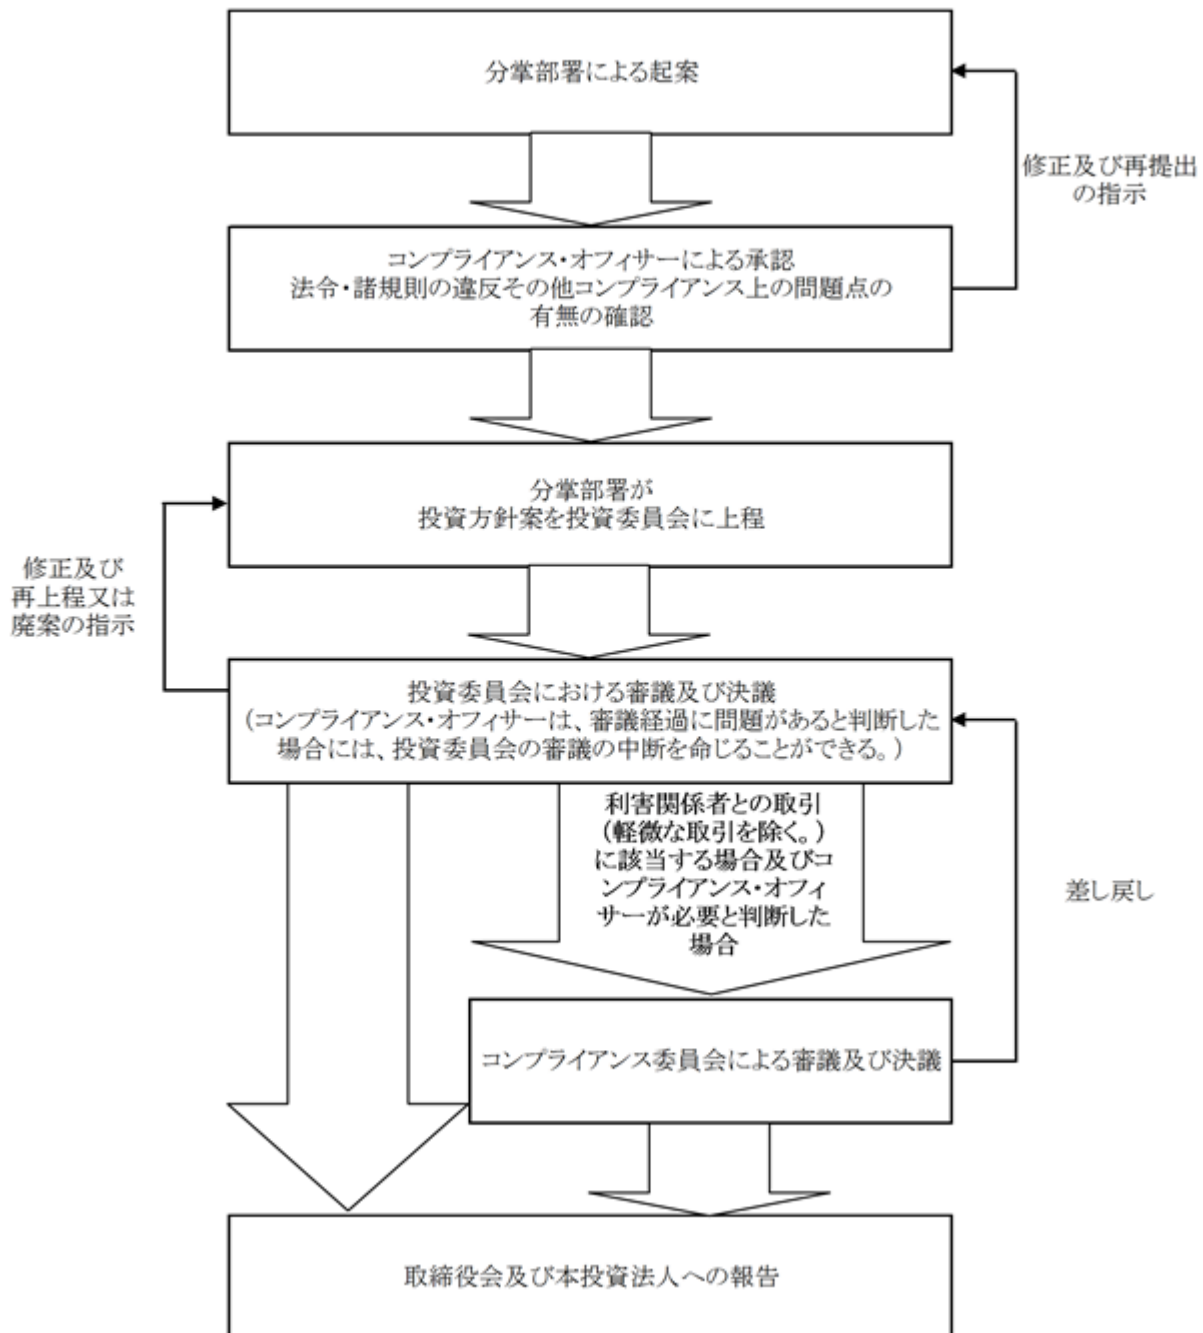 分掌部署による起案
修正及び再提出
の指示
コンプライアンス・オフィサーによる承認
法令・諸規則の違反その他コンプライアンス上の問題点の
有無の確認
分掌部署が
投資方針案を投資委員会に上程
修正及び
再上程又は
廃案の指示
投資委員会における審議及び決議
(コンプライアンス・オフィサーは、審議経過に問題があると判断した
場合には、投資委員会の審議の中断を命じることができる。)
利害関係者との取引
(軽微な取引を除く。)
に該当する場合及びコ
ンプライアンス・オフィ
サーが必要と判断した
場合
差し戻し
コンプライアンス委員会による審議及び決議
取締役会及び本投資法人への報告